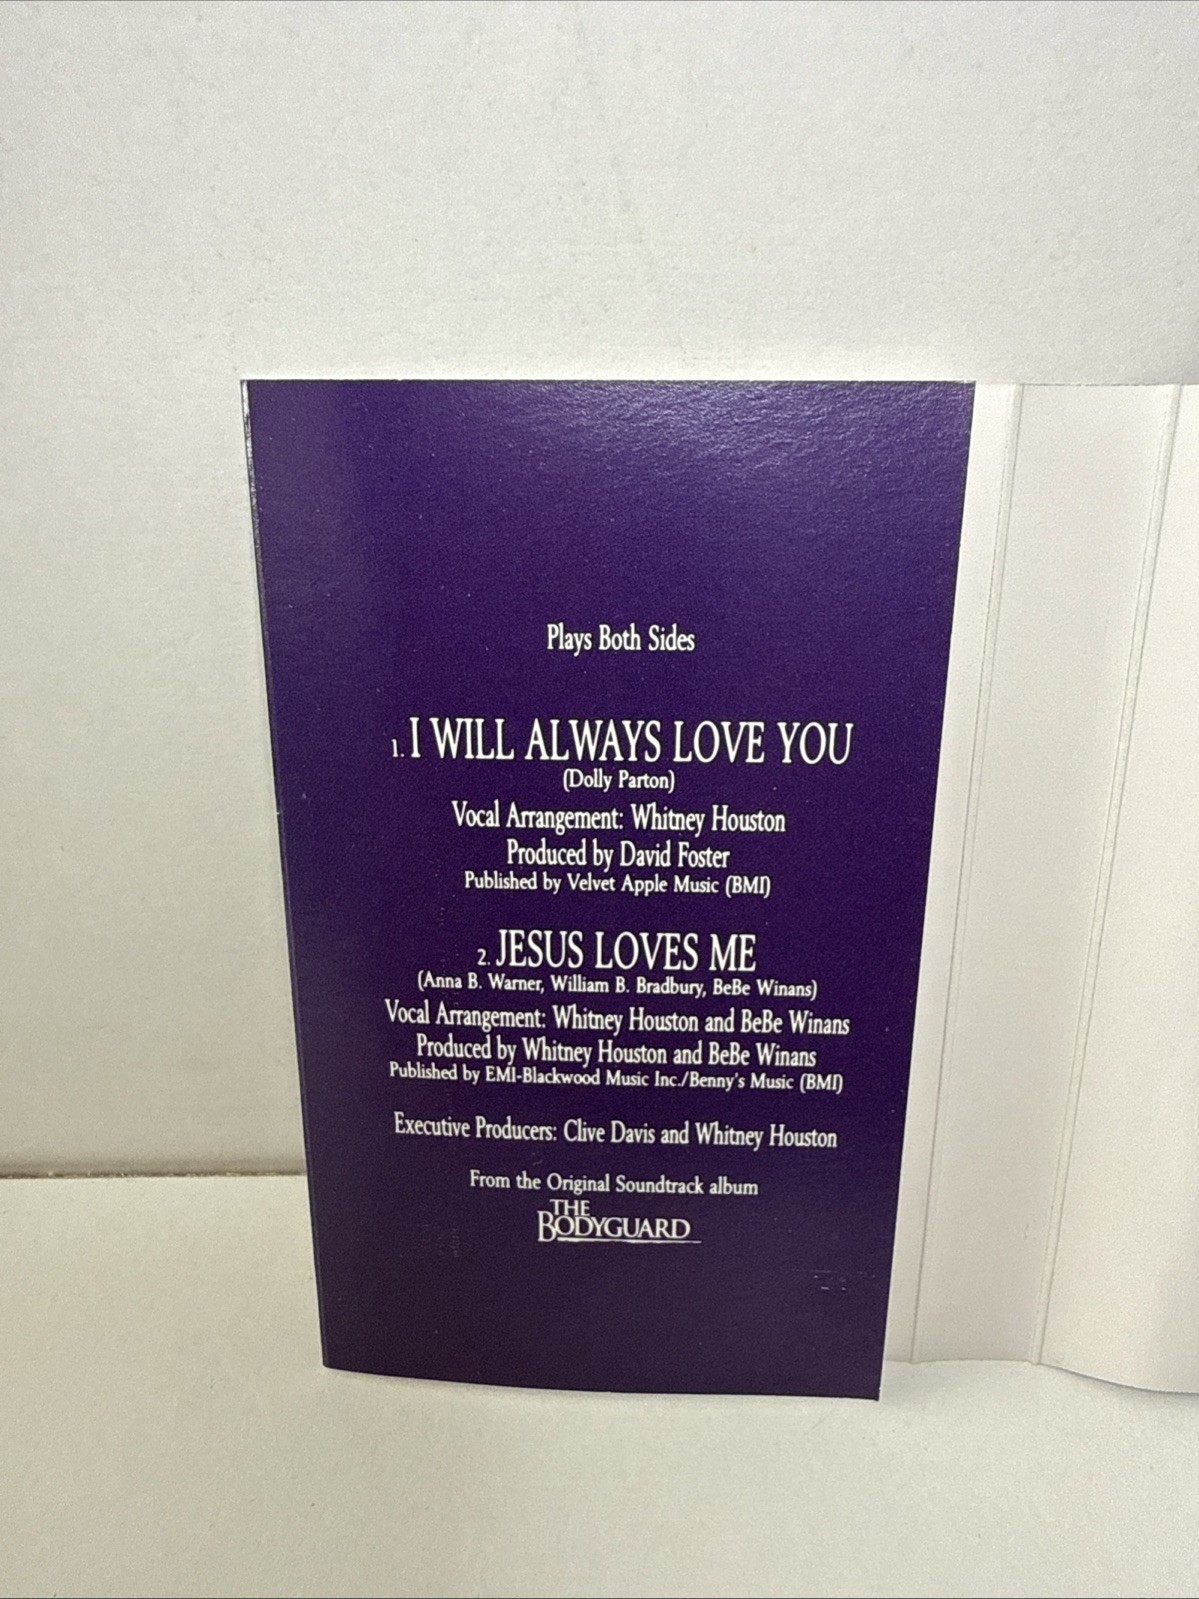 Plays Both Sides
1. I WILL ALWAYS LOVE YOU
(Dolly Parton)
Vocal Arrangement: Whitney Houston
Produced by David Foster
Published by Velvet Apple Music (BMI)
2. JESUS LOVES ME
(Anna B. Warner, William B. Bradbury, BeBe Winans)
Vocal Arrangement: Whitney Houston and BeBe Winans
Produced by Whitney Houston and BeBe Winans
Published by EMI-Blackwood Music Inc./Benny's Music (BMI)
Executive Producers: Clive Davis and Whitney Houston
From the Original Soundtrack album
THE
BODYGUARD